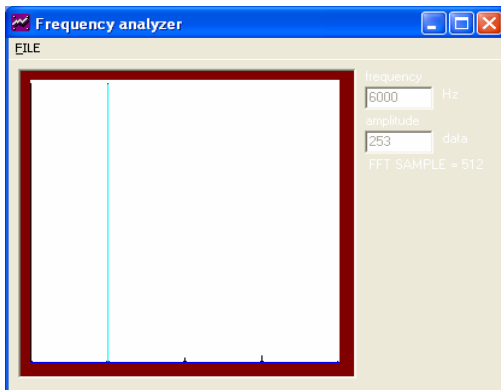 Frequency analyzer
FILE
frequency
6000 Hz
amplitude
253 data
FFT SAMPLE = 512